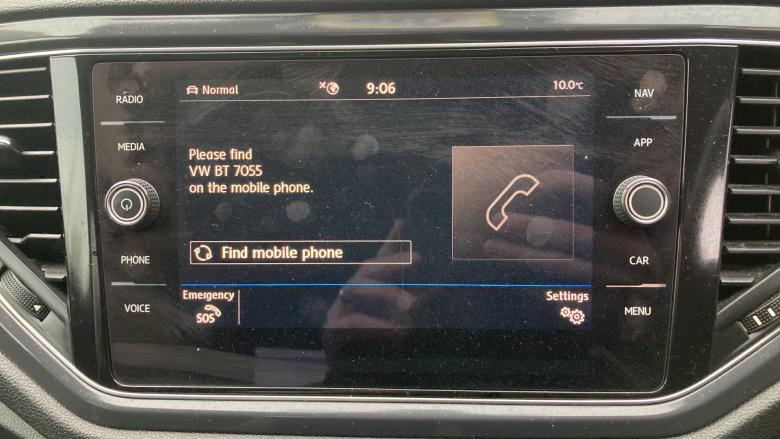 RADIO
MEDIA
PHONE
VOICE
Normal
9:06
10.0°C
Please find
VW BT 7055
on the mobile phone.
Find mobile phone
Emergency
SOS
Settings
NAV
APP
CAR
MENU